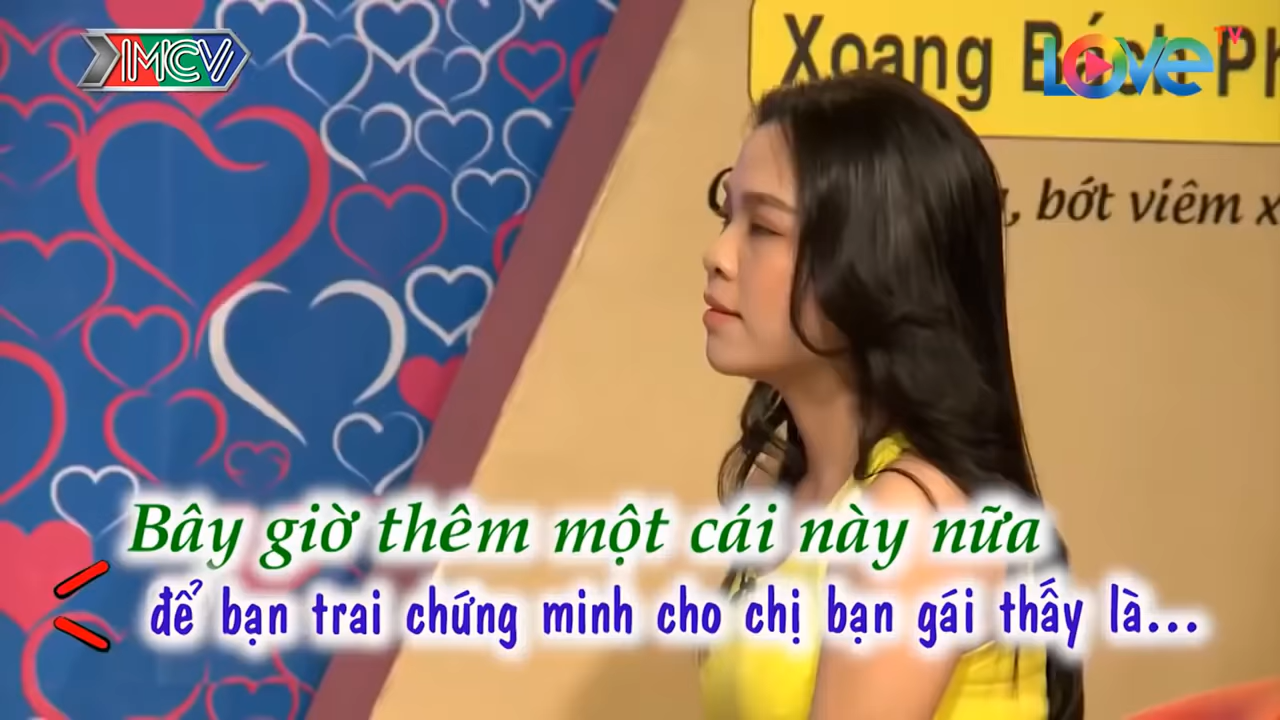 MCV
LOVE TV
Xoang
bớt viêm
Bây giờ thêm một cái này nữa
để bạn trai chứng minh cho chị bạn gái thấy là...